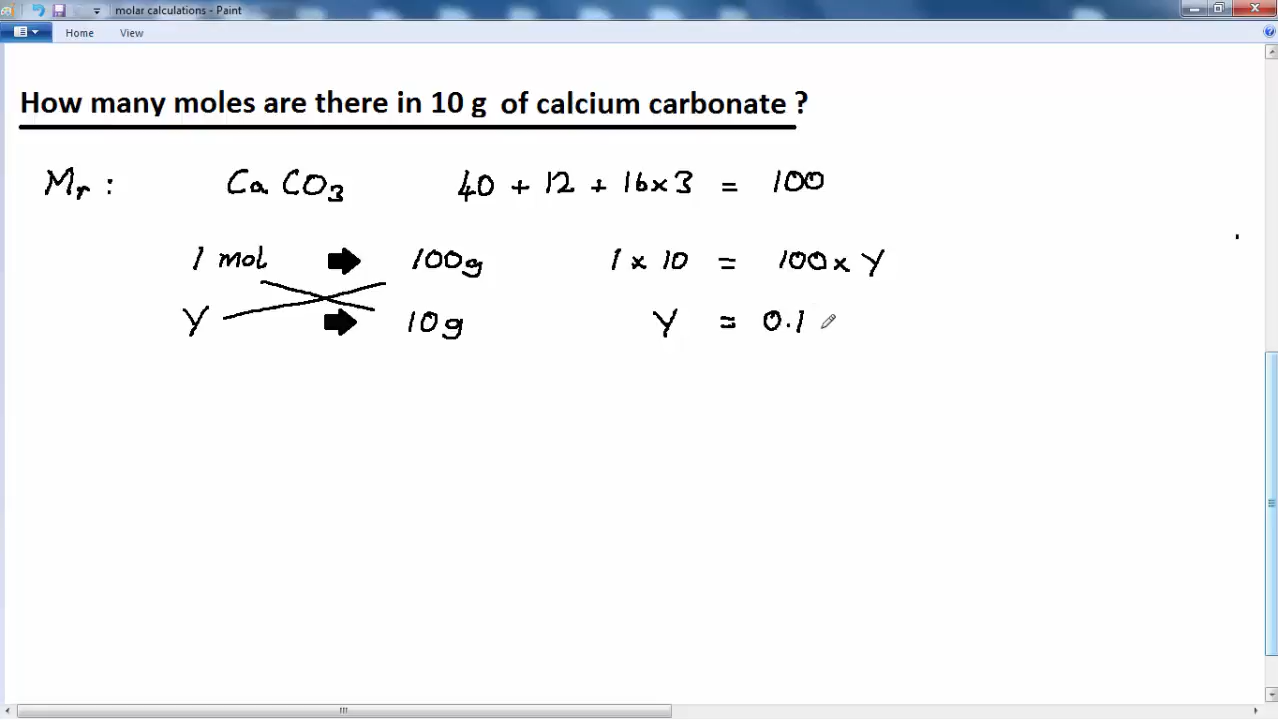 molar calculations - Paint
Home View
How many moles are there in 10 g of calcium carbonate ?
Mr : CaCO3 40 + 12 + 16x3 = 100
1 mol 100g 1 x 10 = 100 x Y
Y 10g Y = 0.1